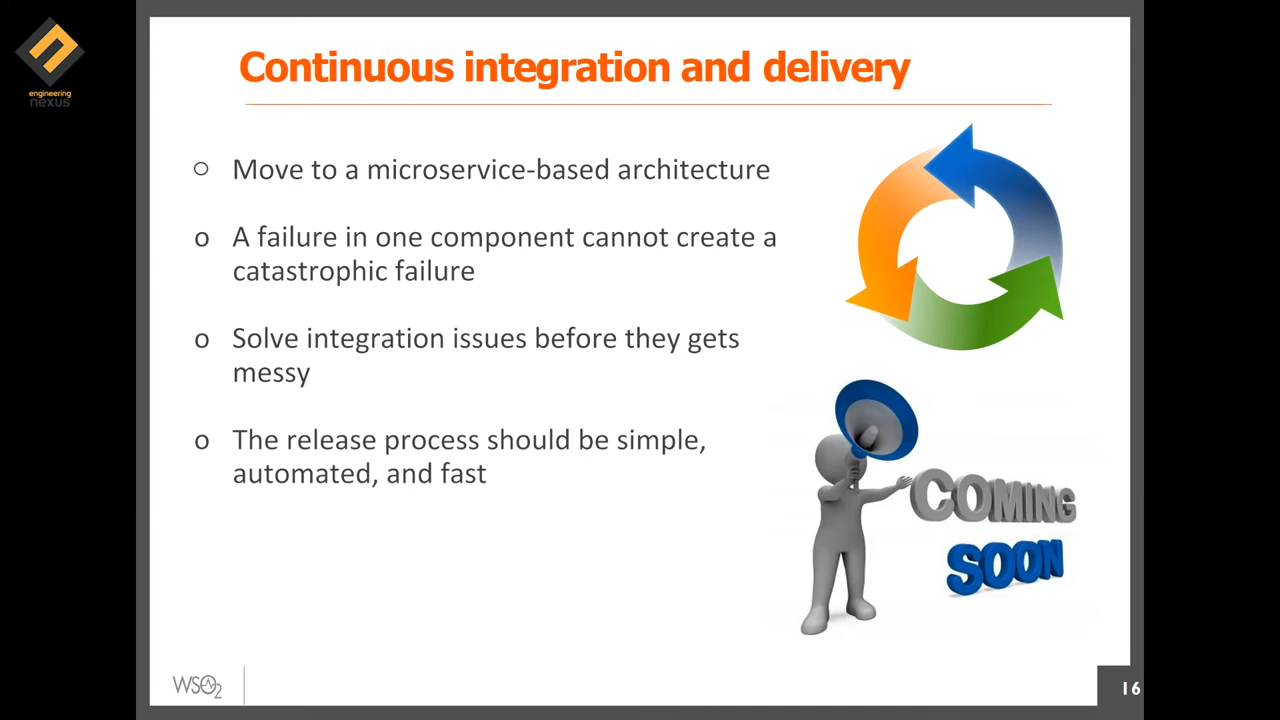 engineering
nexus
Continuous integration and delivery
○ Move to a microservice-based architecture
o A failure in one component cannot create a
catastrophic failure
o Solve integration issues before they gets
messy
o The release process should be simple,
automated, and fast
COMING
SOON
WSO2
16